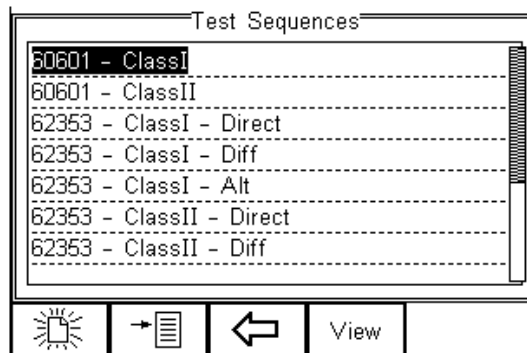 Test Sequences
60601 - ClassI
60601 - ClassII
62353 - ClassI - Direct
62353 - ClassI - Diff
62353 - ClassI - Alt
62353 - ClassII - Direct
62353 - ClassII - Diff
View